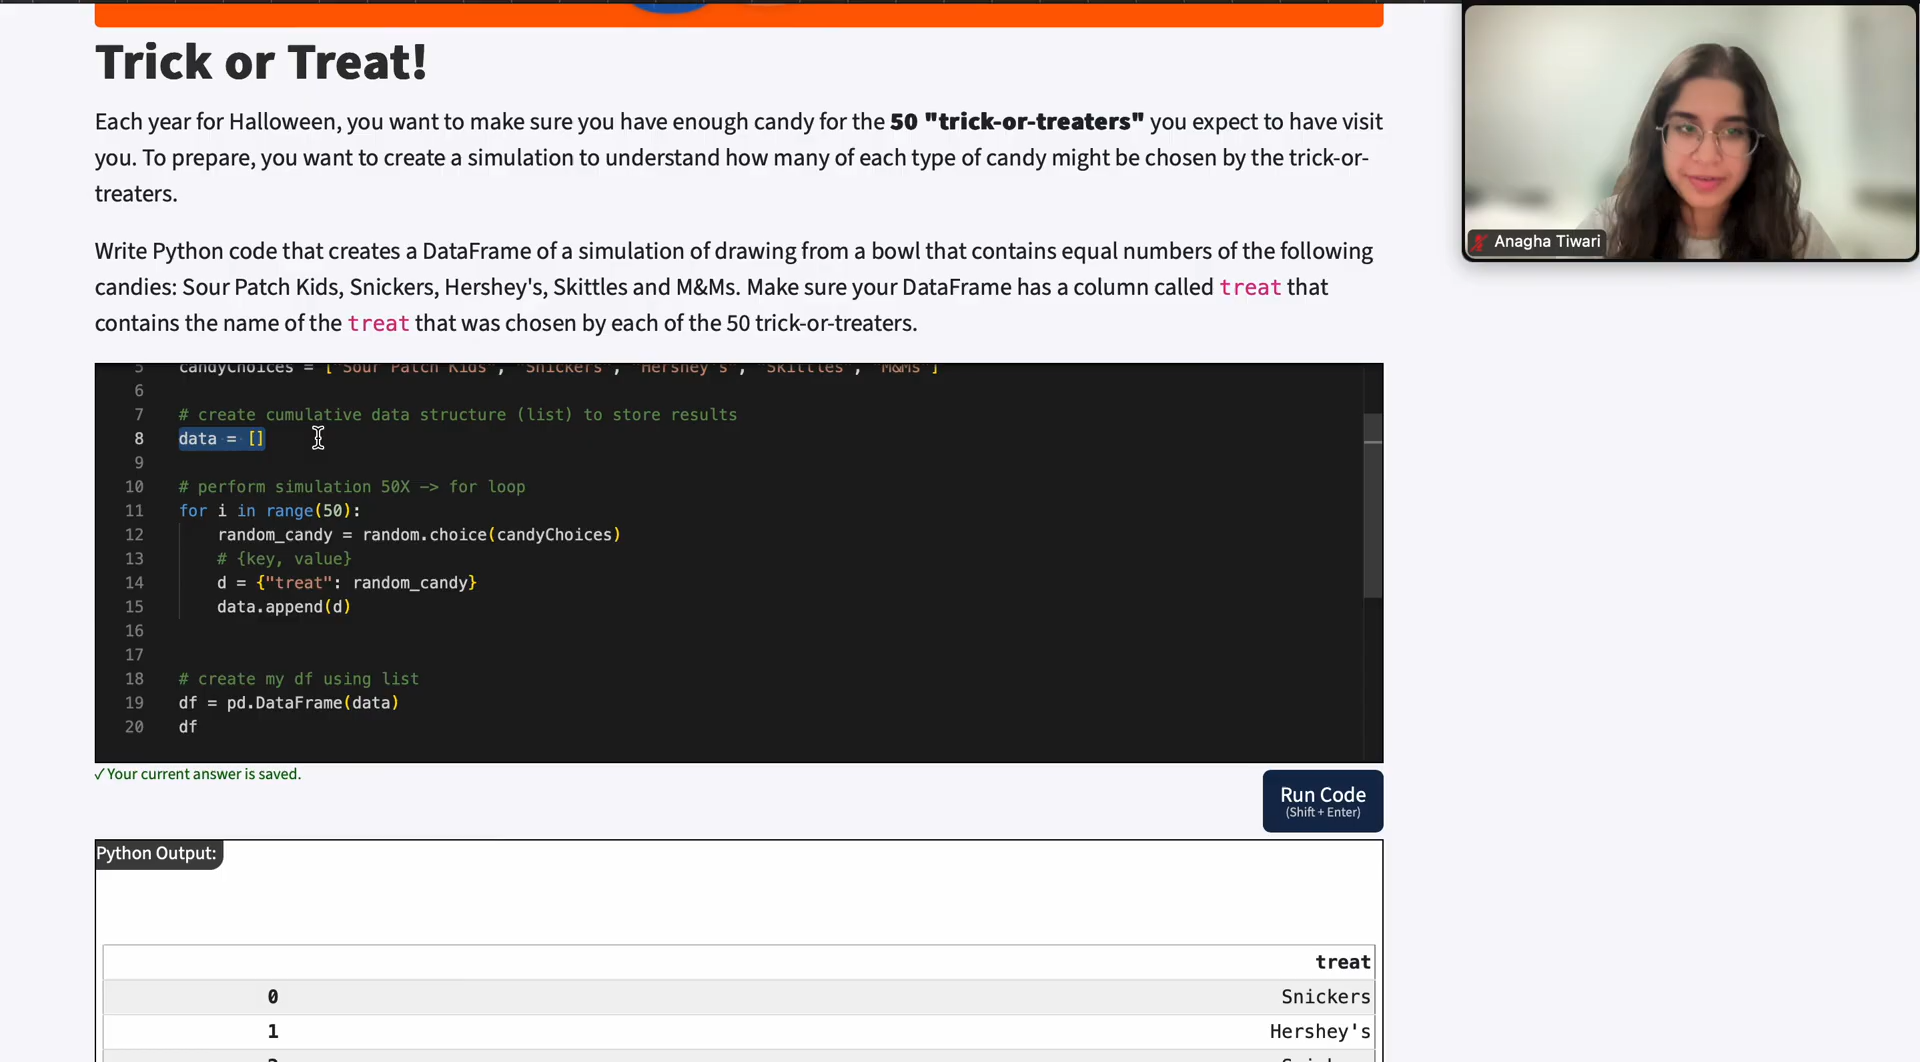 Trick or Treat!
Each year for Halloween, you want to make sure you have enough candy for the 50 "trick-or-treaters" you expect to have visit
you. To prepare, you want to create a simulation to understand how many of each type of candy might be chosen by the trick-or-
treaters.
Write Python code that creates a DataFrame of a simulation of drawing from a bowl that contains equal numbers of the following
candies: Sour Patch Kids, Snickers, Hershey's, Skittles and M&Ms. Make sure your DataFrame has a column called treat that
contains the name of the treat that was chosen by each of the 50 trick-or-treaters.
5 candyChoices = ["Sour Patch Kids", "Snickers", "Hershey's", "Skittles", "M&Ms"]
6
7 # create cumulative data structure (list) to store results
8 data = []
9
10 # perform simulation 50X -> for loop
11 for i in range(50):
12 random_candy = random.choice(candyChoices)
13 # {key, value}
14 d = {"treat": random_candy}
15 data.append(d)
16
17
18 # create my df using list
19 df = pd.DataFrame(data)
20 df
✓ Your current answer is saved.
Run Code
(Shift + Enter)
Python Output:
treat
0 Snickers
1 Hershey's
Anagha Tiwari